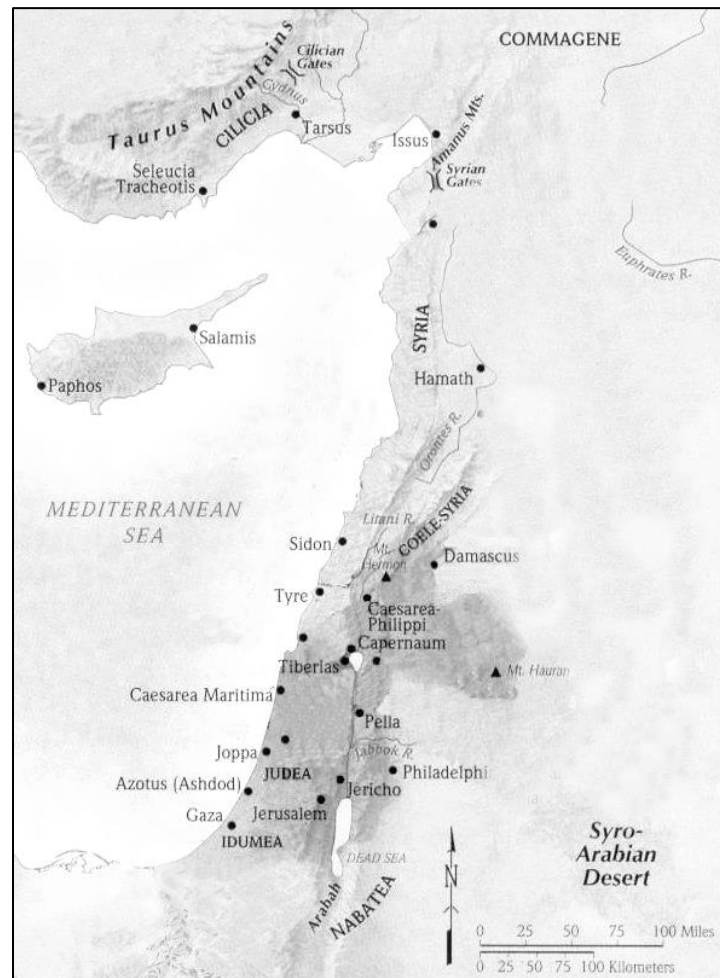 COMMAGENE
Taurus Mountains
Cilician
Gates
Cydnus
CILICIA
Tarsus
Issus
Amanus Mts.
Syrian
Gates
Seleucia
Tracheotis
Euphrates R.
SYRIA
Salamis
Hamath
Paphos
Orontes R.
MEDITERRANEAN
SEA
Litani R.
COELE-SYRIA
Sidon
Mt.
Hermon
Damascus
Tyre
Caesarea-
Philippi
Capernaum
Tiberias
Mt. Hauran
Caesarea Maritima
Pella
Jabbok R.
Joppa
JUDEA
Philadelphi
Azotus (Ashdod)
Jericho
Gaza
Jerusalem
IDUMEA
Syro-
Arabian
Desert
DEAD SEA
Arabah
NABATEA
N
0 25 50 75 100 Miles
0 25 50 75 100 Kilometers